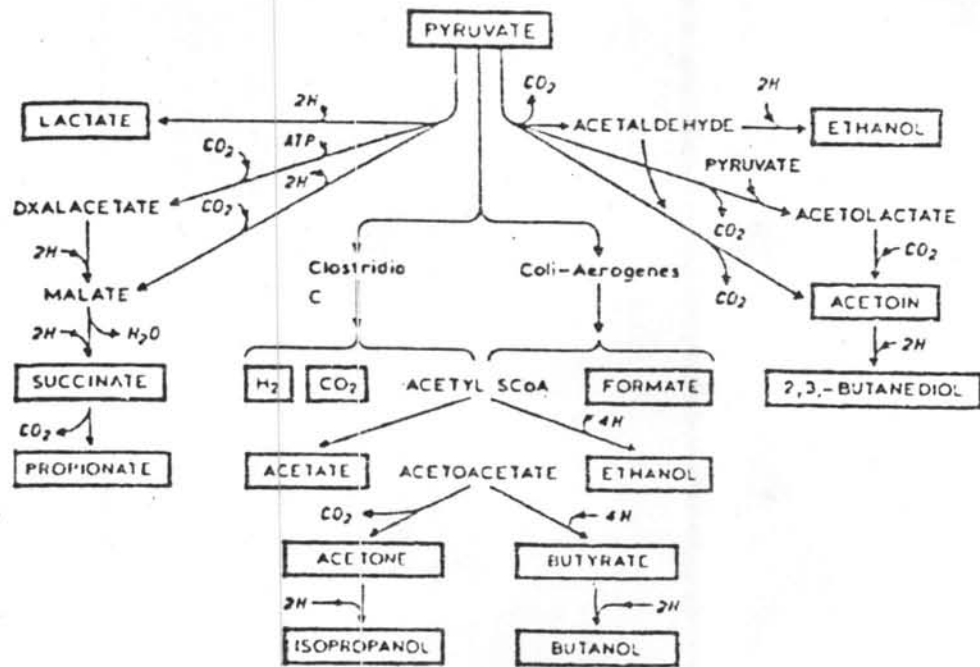 PYRUVATE
CO2
2H
2H
LACTATE
ACETALDEHYDE
ETHANOL
ATP
CO2
2H
PYRUVATE
CO2
DXALACETATE
CO2
ACETOLACTATE
2H
Clostridio
C
Coli-Aerogenes
CO2
CO2
MALATE
ACETOIN
2H
H2O
2H
SUCCINATE
H2
CO2
ACETYL SCoA
FORMATE
2,3,-BUTANEDIOL
CO2
4H
PROPIONATE
ACETATE
ACETOACETATE
ETHANOL
CO2
4H
ACETONE
BUTYRATE
2H
2H
ISOPROPANOL
BUTANOL